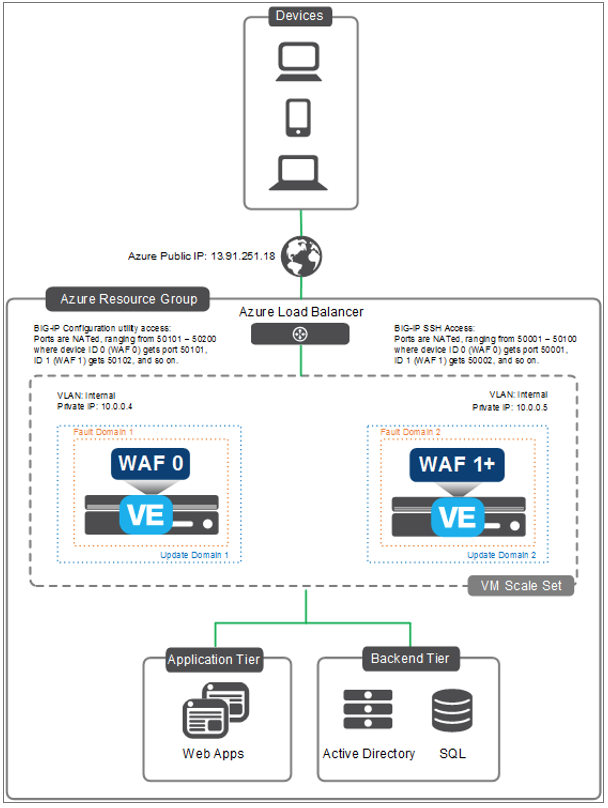 Devices
Azure Public IP: 13.91.251.18
Azure Resource Group
Azure Load Balancer
BIG-IP Configuration utility access:
Ports are NATed, ranging from 50101 – 50200
where device ID 0 (WAF 0) gets port 50101,
ID 1 (WAF 1) gets 50102, and so on.
BIG-IP SSH Access:
Ports are NATed, ranging from 50001 – 50100
where device ID 0 (WAF 0) gets port 50001,
ID 1 (WAF 1) gets 50002, and so on.
VLAN: Internal
Private IP: 10.0.0.4
Fault Domain 1
WAF 0
VE
Update Domain 1
VLAN: Internal
Private IP: 10.0.0.5
Fault Domain 2
WAF 1+
VE
Update Domain 2
VM Scale Set
Application Tier
Web Apps
Backend Tier
Active Directory
SQL